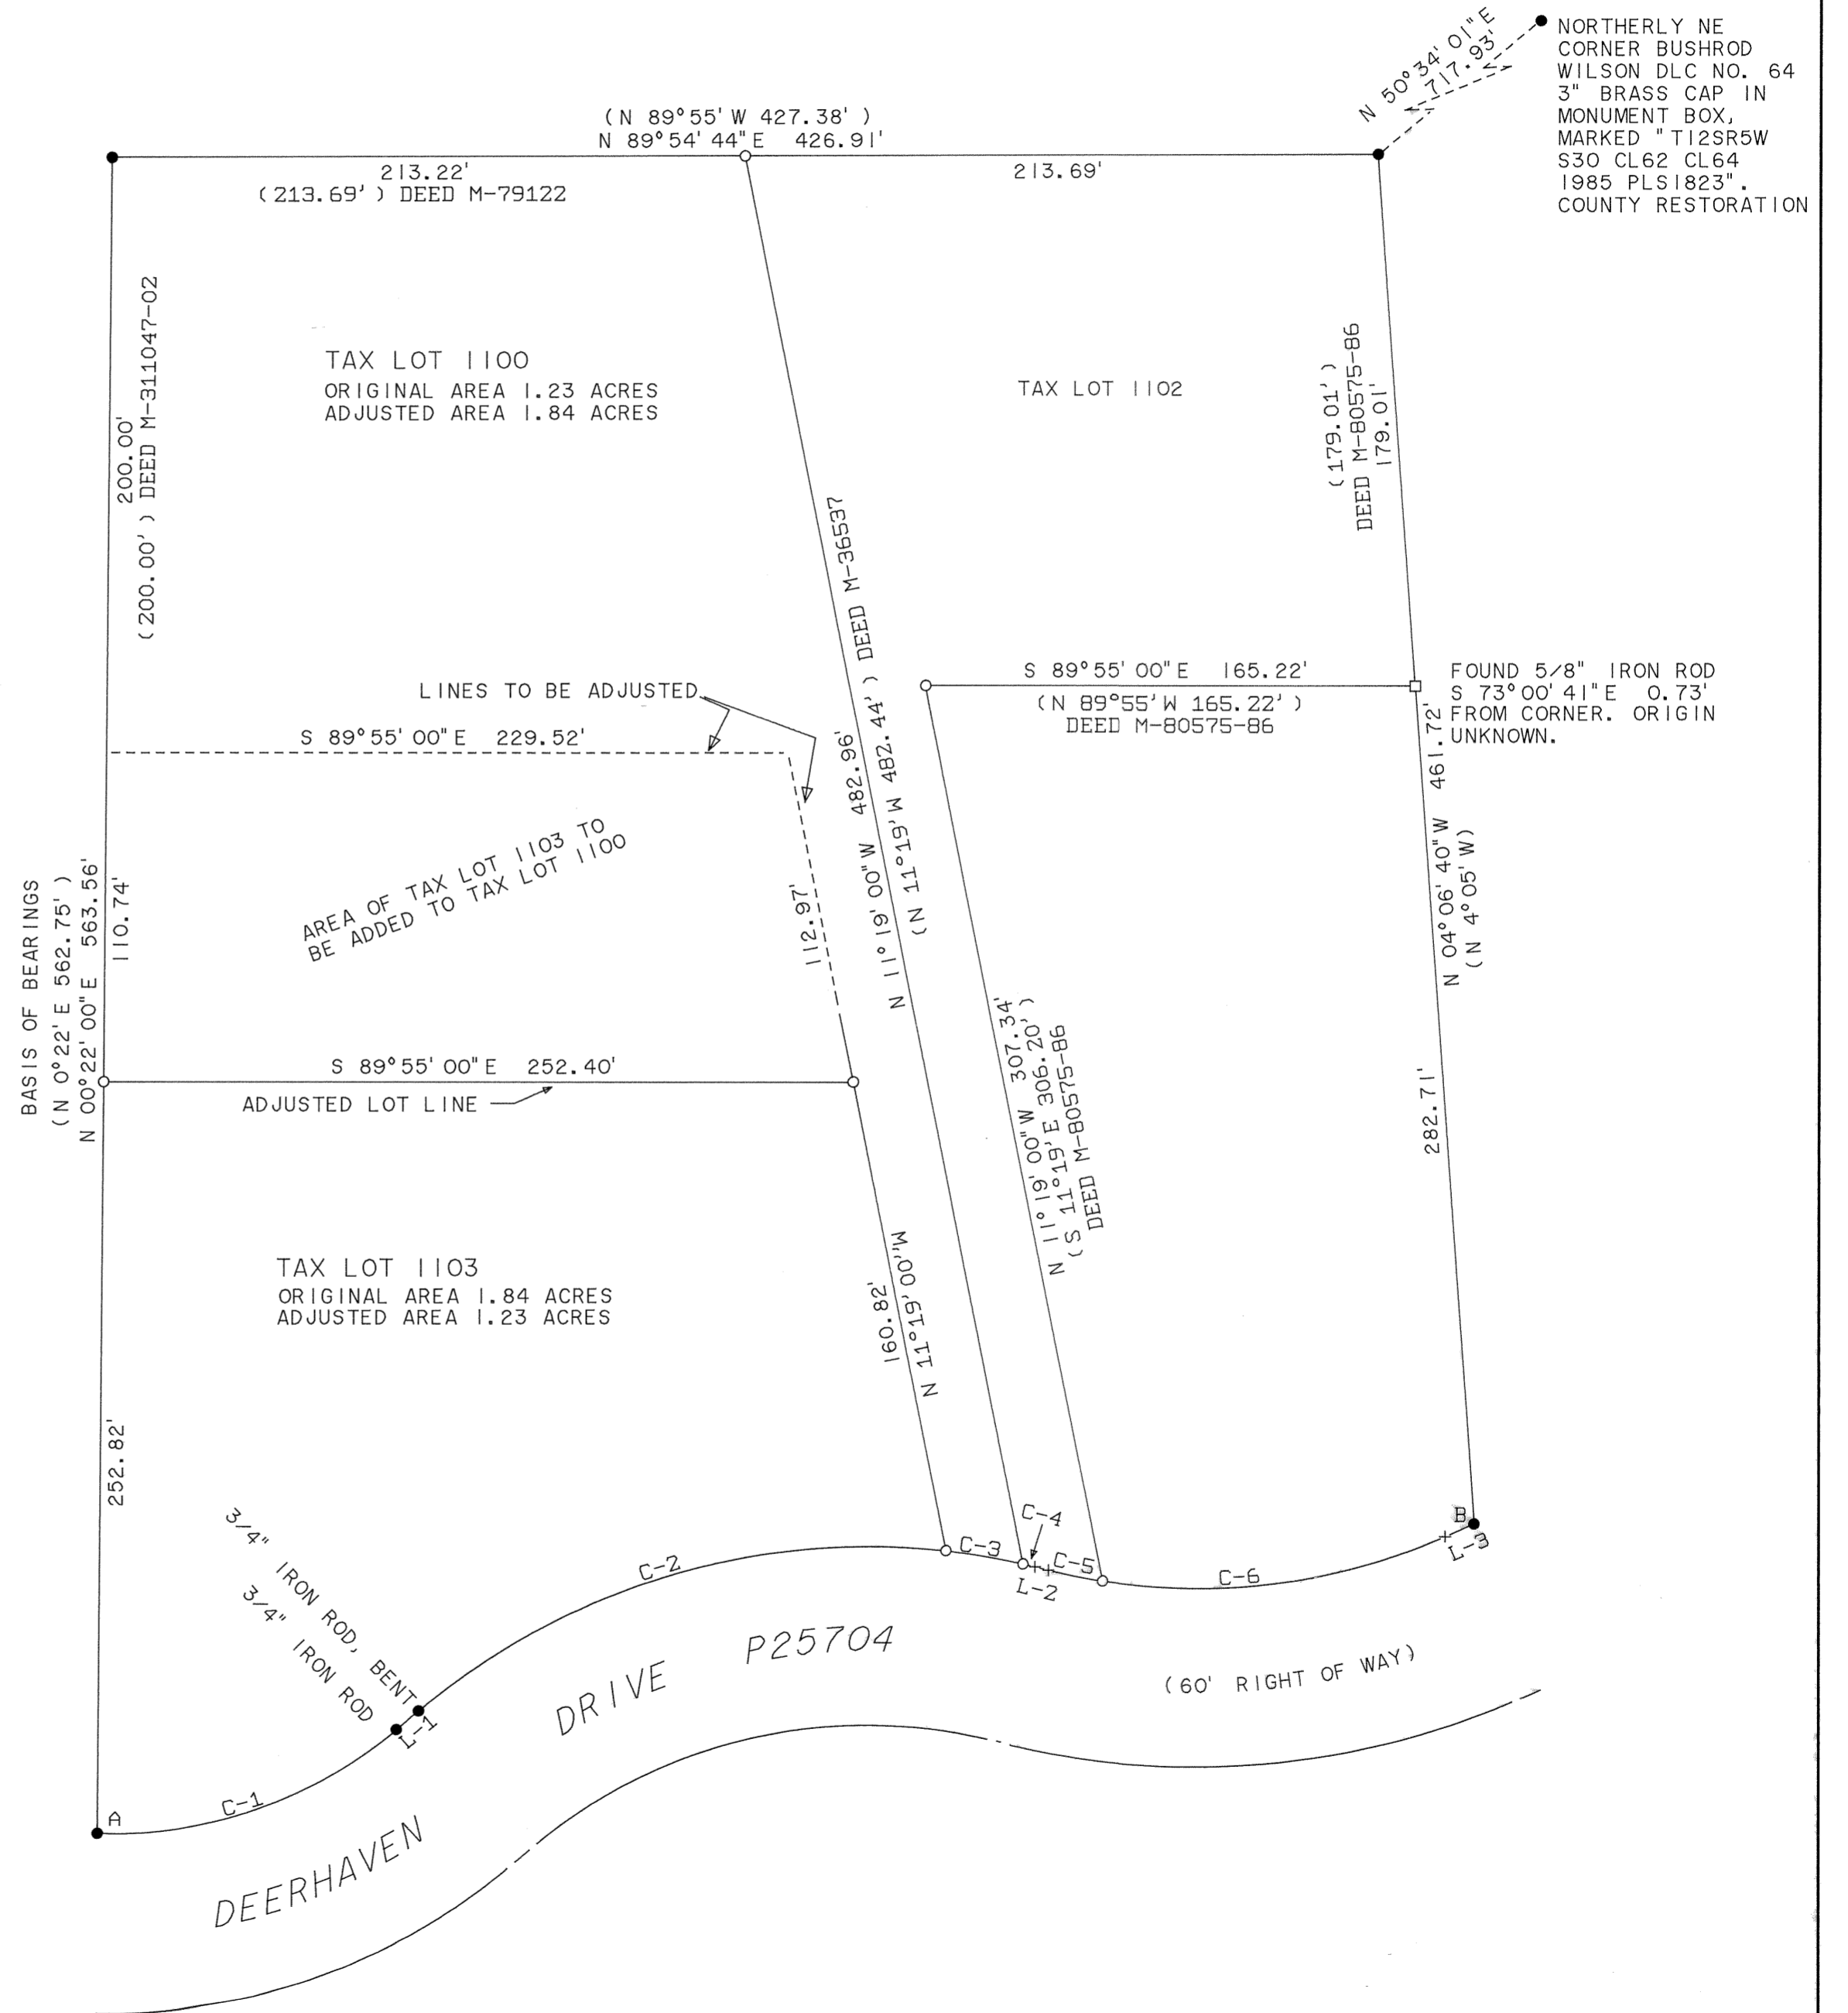 NORTHERLY NE
CORNER BUSHROD
WILSON DLC NO. 64
3" BRASS CAP IN
MONUMENT BOX,
MARKED "T12SR5W
S30 CL62 CL64
1985 PLS1823".
COUNTY RESTORATION
N 50°34'01"E
717.93'
(N 89°55'W 427.38')
N 89°54'44"E 426.91'
213.22'
(213.69') DEED M-79122
213.69'
200.00'
(200.00') DEED M-311047-02
TAX LOT 1100
ORIGINAL AREA 1.23 ACRES
ADJUSTED AREA 1.84 ACRES
TAX LOT 1102
(179.01')
DEED M-80575-86
179.01'
LINES TO BE ADJUSTED
S 89°55'00"E 229.52'
S 89°55'00"E 165.22'
(N 89°55'W 165.22')
DEED M-80575-86
FOUND 5/8" IRON ROD
S 73°00'41"E 0.73'
FROM CORNER. ORIGIN
UNKNOWN.
N 11°19'00"W 482.96'
(N 11°19'W 482.44') DEED M-36537
112.97'
AREA OF TAX LOT 1103 TO
BE ADDED TO TAX LOT 1100
BASIS OF BEARINGS
(N 0°22'E 562.75')
N 00°22'00"E 563.56'
110.74'
N 04°06'40"W 461.72'
(N 4°05'W)
S 89°55'00"E 252.40'
ADJUSTED LOT LINE
N 11°19'00"W 307.34'
(S 11°19'E 306.20')
DEED M-80575-86
282.71'
TAX LOT 1103
ORIGINAL AREA 1.84 ACRES
ADJUSTED AREA 1.23 ACRES
160.82'
N 11°19'00"W
252.82'
3/4" IRON ROD, BENT
3/4" IRON ROD
L-1
C-1
A
C-2
C-3
C-4
L-2
C-5
C-6
B
L-3
DEERHAVEN DRIVE P25704
(60' RIGHT OF WAY)